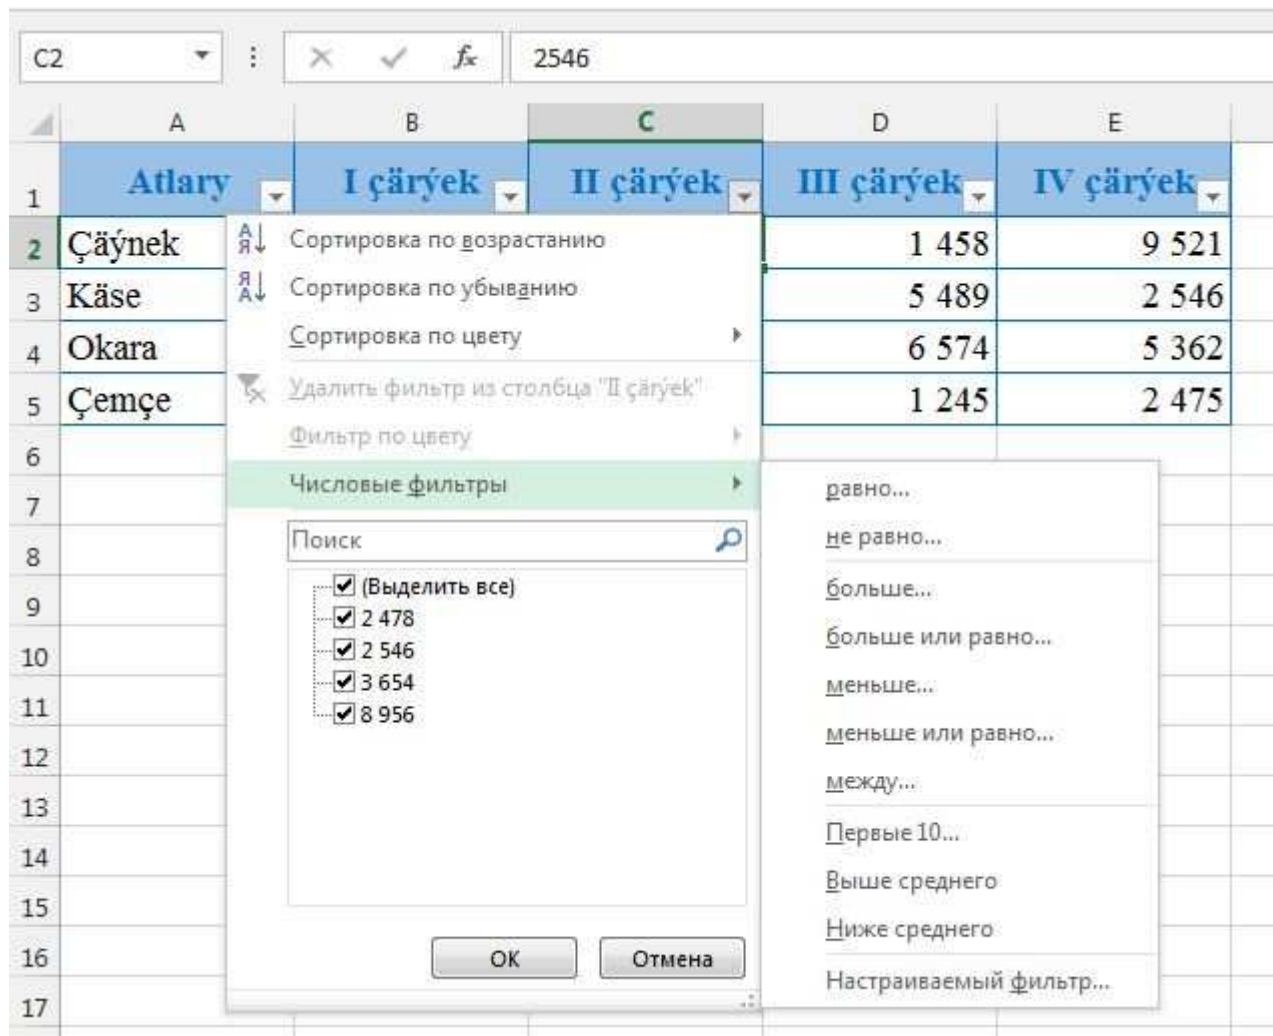 C2 fx 2546
A B C D E
1 Atlary I çärýek II çärýek III çärýek IV çärýek
2 Çäýnek 1 458 9 521
3 Käse 5 489 2 546
4 Okara 6 574 5 362
5 Çemçe 1 245 2 475
6
7
8
9
10
11
12
13
14
15
16
17
Сортировка по возрастанию
Сортировка по убыванию
Сортировка по цвету
Удалить фильтр из столбца "II çärýek"
Фильтр по цвету
Числовые фильтры
Поиск
(Выделить все)
2 478
2 546
3 654
8 956
ОК Отмена
равно...
не равно...
больше...
больше или равно...
меньше...
меньше или равно...
между...
Первые 10...
Выше среднего
Ниже среднего
Настраиваемый фильтр...